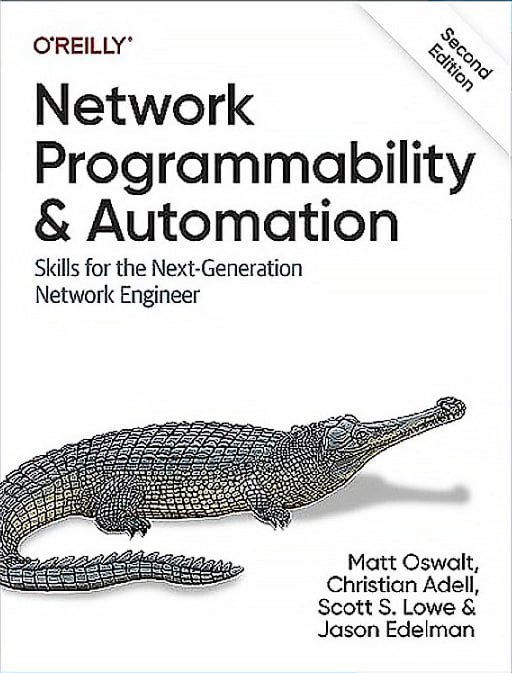 O'REILLY®
Second
Edition
Network
Programmability
& Automation
Skills for the Next-Generation
Network Engineer
Matt Oswalt,
Christian Adell,
Scott S. Lowe &
Jason Edelman